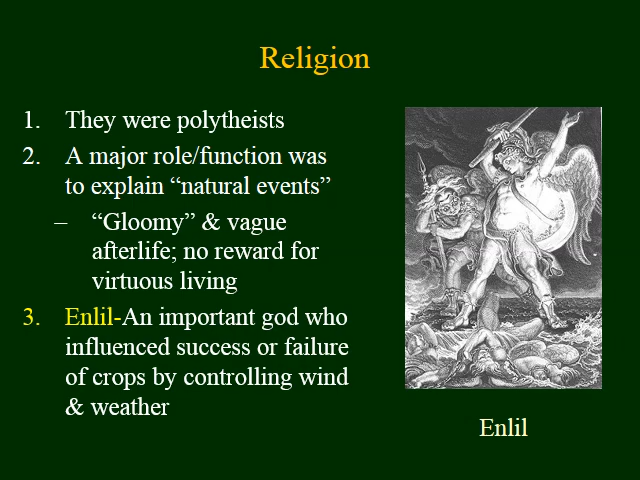 Religion
1. They were polytheists
2. A major role/function was
to explain “natural events”
– “Gloomy” & vague
afterlife; no reward for
virtuous living
3. Enlil-An important god who
influenced success or failure
of crops by controlling wind
& weather
Enlil